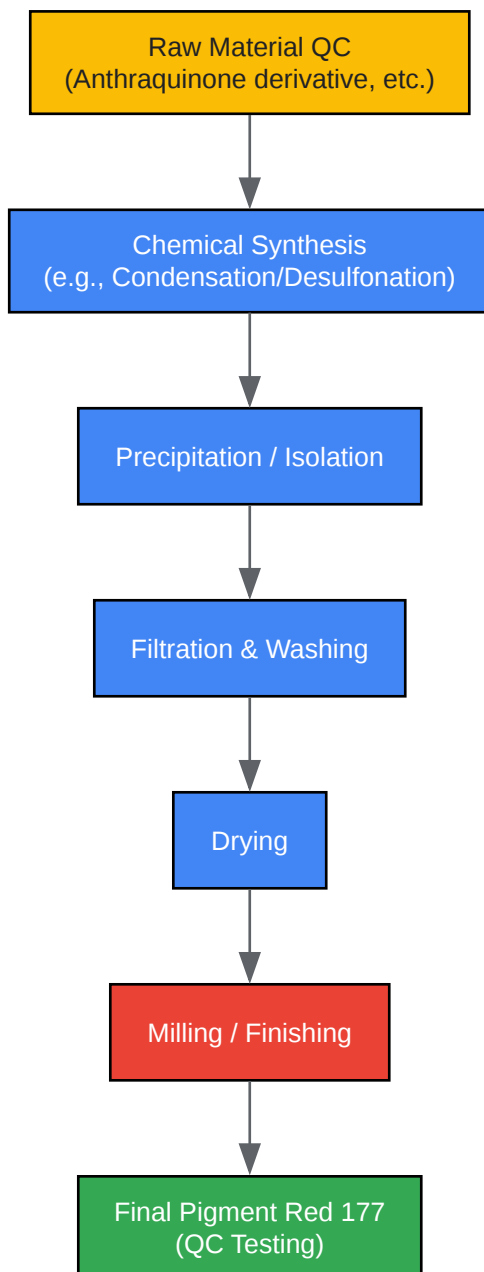 Raw Material QC
(Anthraquinone derivative, etc.)
Chemical Synthesis
(e.g., Condensation/Desulfonation)
Precipitation / Isolation
Filtration & Washing
Drying
Milling / Finishing
Final Pigment Red 177
(QC Testing)